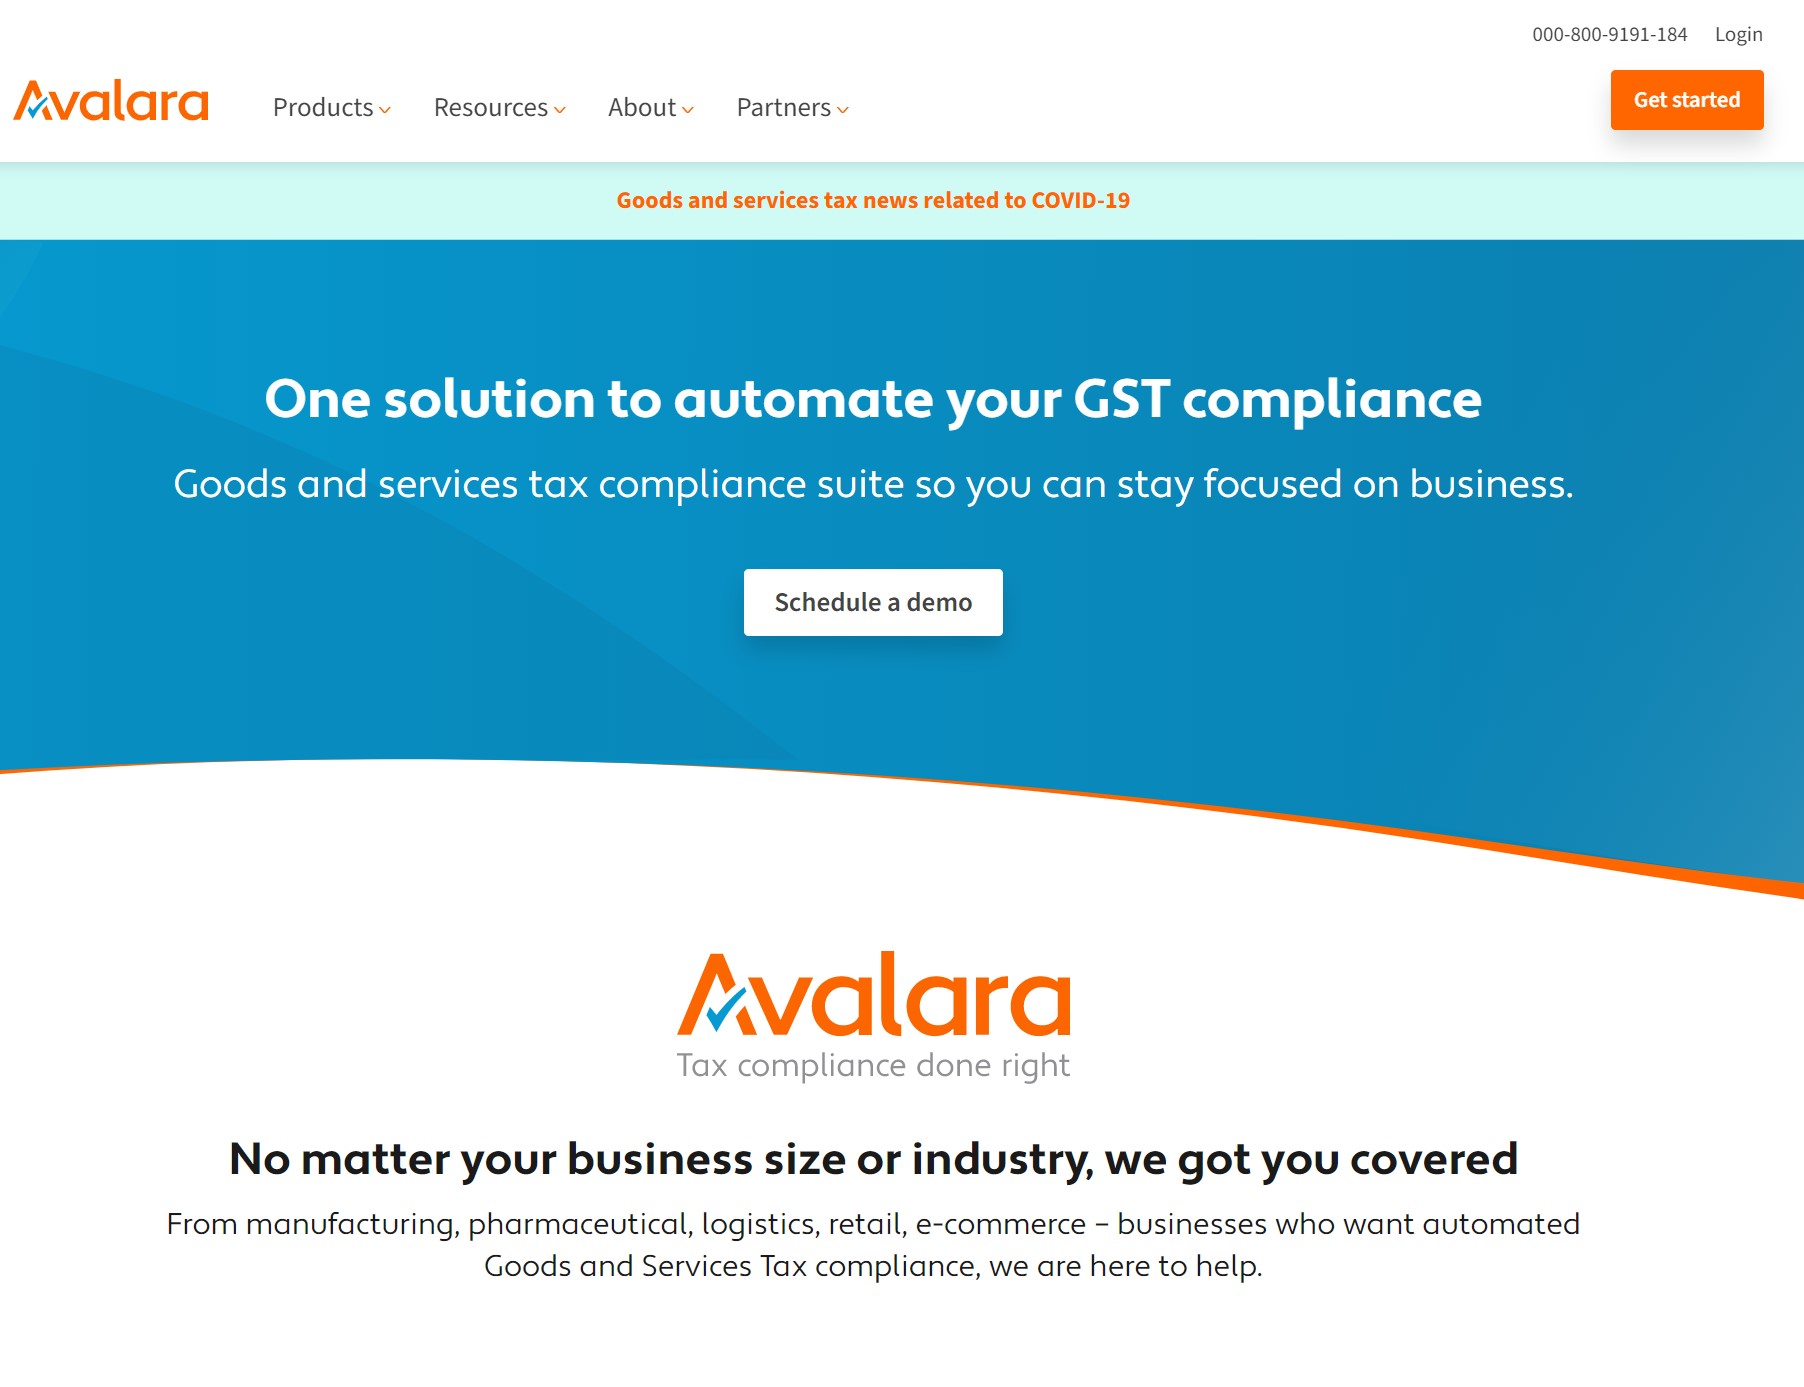 000-800-9191-184 Login
Avalara Products Resources About Partners Get started
Goods and services tax news related to COVID-19
One solution to automate your GST compliance
Goods and services tax compliance suite so you can stay focused on business.
Schedule a demo
Avalara
Tax compliance done right
No matter your business size or industry, we got you covered
From manufacturing, pharmaceutical, logistics, retail, e-commerce – businesses who want automated
Goods and Services Tax compliance, we are here to help.